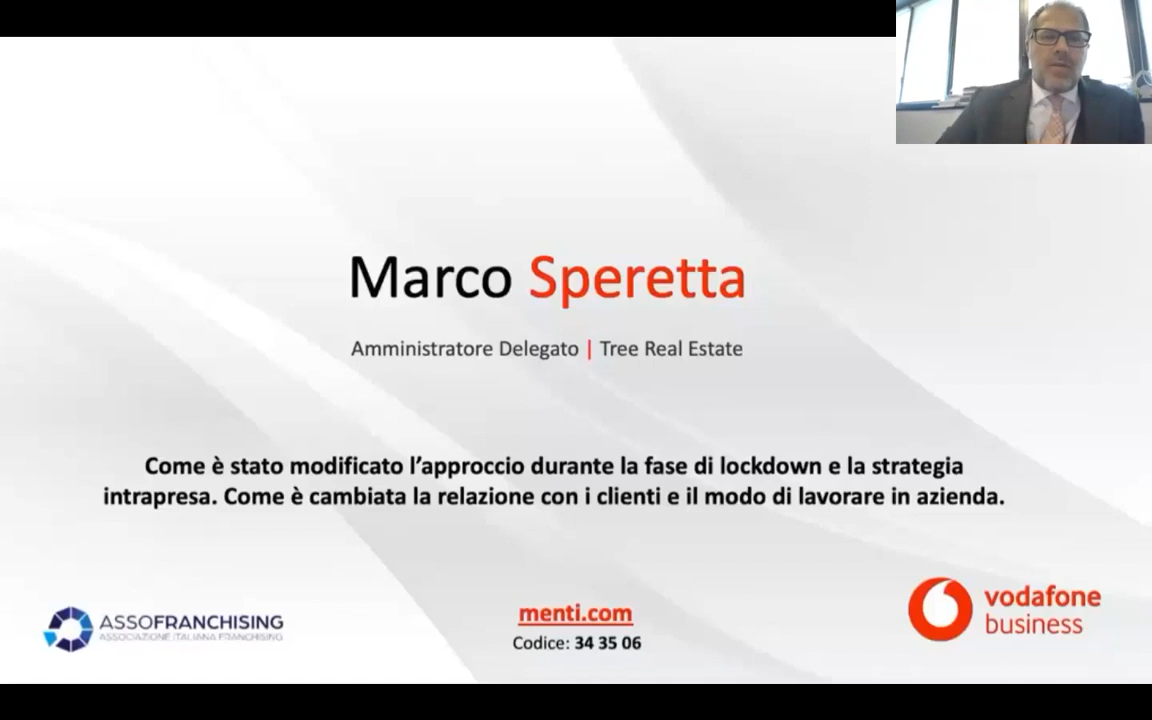 Marco Speretta
Amministratore Delegato | Tree Real Estate
Come è stato modificato l’approccio durante la fase di lockdown e la strategia
intrapresa. Come è cambiata la relazione con i clienti e il modo di lavorare in azienda.
ASSOFRANCHISING
ASSOCIAZIONE ITALIANA FRANCHISING
menti.com
Codice: 34 35 06
vodafone
business